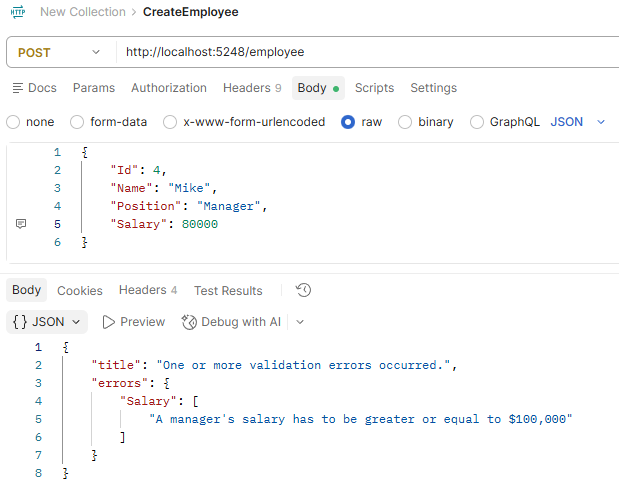 HTTP New Collection > CreateEmployee
POST http://localhost:5248/employee
Docs Params Authorization Headers 9 Body Scripts Settings
none form-data x-www-form-urlencoded raw binary GraphQL JSON
1 {
2 "Id": 4,
3 "Name": "Mike",
4 "Position": "Manager",
5 "Salary": 80000
6 }
Body Cookies Headers 4 Test Results
{} JSON Preview Debug with AI
1 {
2 "title": "One or more validation errors occurred.",
3 "errors": {
4 "Salary": [
5 "A manager's salary has to be greater or equal to $100,000"
6 ]
7 }
8 }